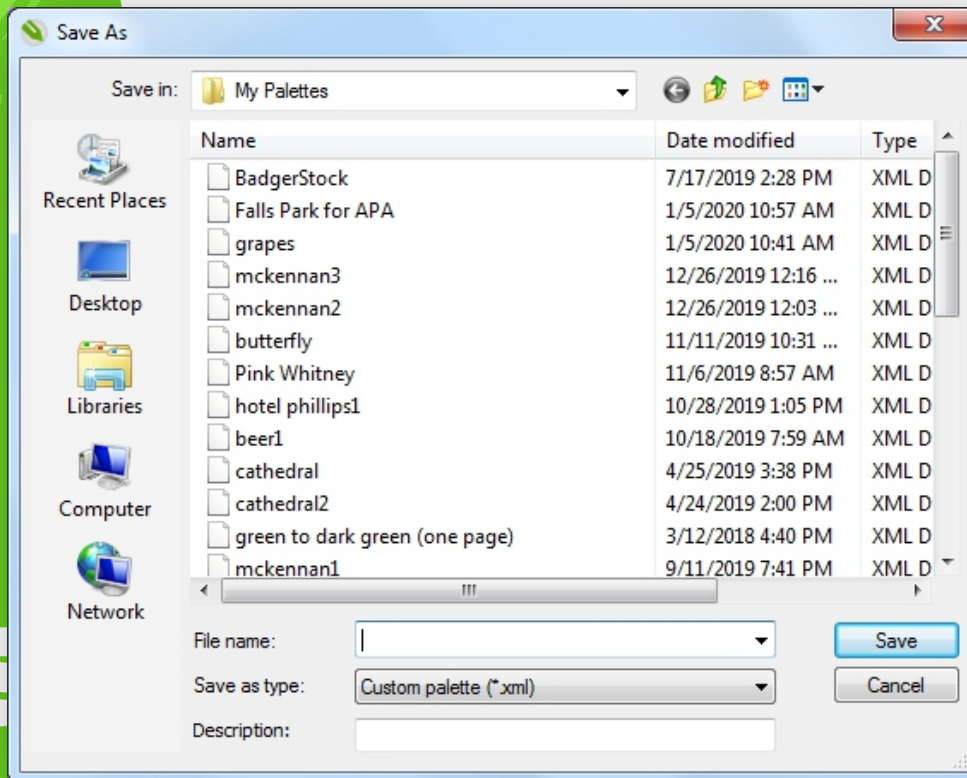 Save As
Save in: My Palettes
Name Date modified Type
BadgerStock 7/17/2019 2:28 PM XML D
Falls Park for APA 1/5/2020 10:57 AM XML D
grapes 1/5/2020 10:41 AM XML D
mckennan3 12/26/2019 12:16 ... XML D
mckennan2 12/26/2019 12:03 ... XML D
butterfly 11/11/2019 10:31 ... XML D
Pink Whitney 11/6/2019 8:57 AM XML D
hotel phillips1 10/28/2019 1:05 PM XML D
beer1 10/18/2019 7:59 AM XML D
cathedral 4/25/2019 3:38 PM XML D
cathedral2 4/24/2019 2:00 PM XML D
green to dark green (one page) 3/12/2018 4:40 PM XML D
mckennan1 9/11/2019 7:41 PM XML D
Recent Places
Desktop
Libraries
Computer
Network
File name:
Save
Save as type: Custom palette (*.xml)
Cancel
Description: